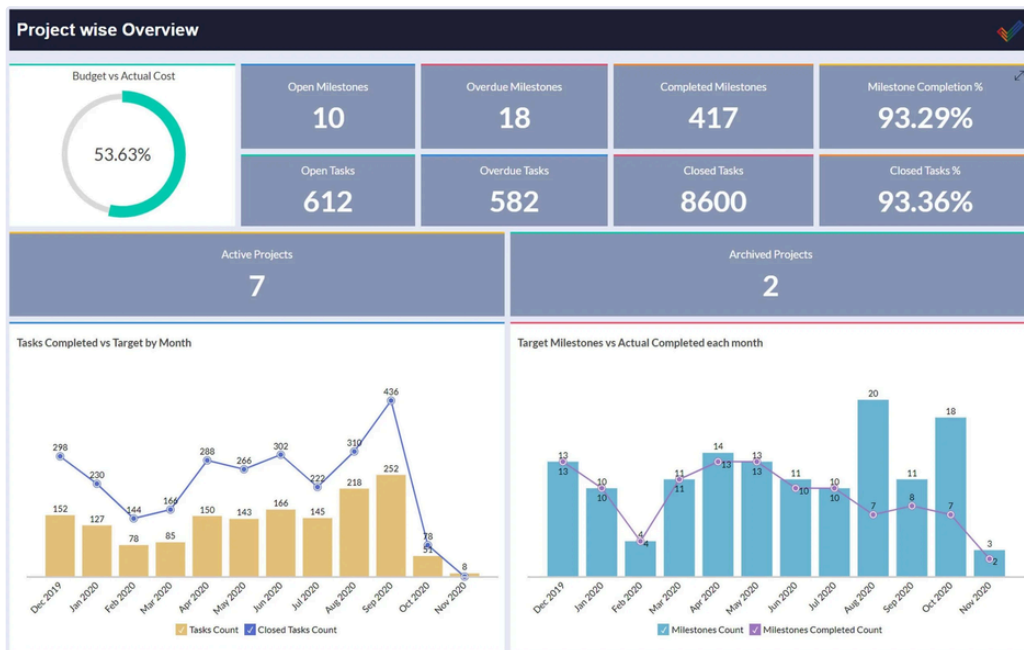 Project wise Overview
Budget vs Actual Cost
53.63%
Open Milestones
10
Overdue Milestones
18
Completed Milestones
417
Milestone Completion %
93.29%
Open Tasks
612
Overdue Tasks
582
Closed Tasks
8600
Closed Tasks %
93.36%
Active Projects
7
Archived Projects
2
Tasks Completed vs Target by Month
298
230
144
166
288
266
302
222
310
436
78
152
127
78
85
150
143
166
145
218
252
51
8
Dec 2019
Jan 2020
Feb 2020
Mar 2020
Apr 2020
May 2020
Jun 2020
Jul 2020
Aug 2020
Sep 2020
Oct 2020
Nov 2020
Tasks Count
Closed Tasks Count
Target Milestones vs Actual Completed each month
13
10
4
11
14
13
11
10
20
11
18
3
13
10
4
11
13
13
10
10
7
8
7
2
Dec 2019
Jan 2020
Feb 2020
Mar 2020
Apr 2020
May 2020
Jun 2020
Jul 2020
Aug 2020
Sep 2020
Oct 2020
Nov 2020
Milestones Count
Milestones Completed Count